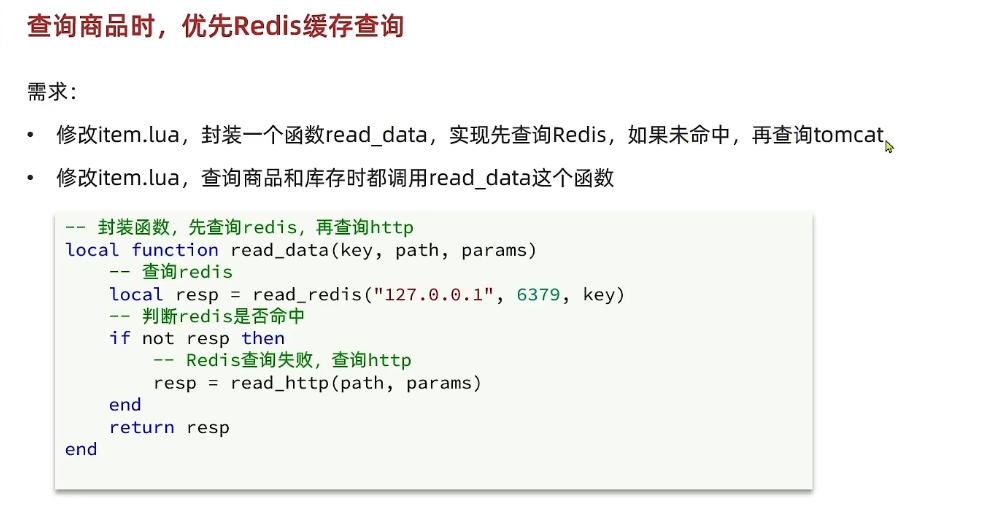 查询商品时，优先Redis缓存查询
需求：
• 修改item.lua，封装一个函数read_data，实现先查询Redis，如果未命中，再查询tomcat
• 修改item.lua，查询商品和库存时都调用read_data这个函数
-- 封装函数，先查询redis，再查询http
local function read_data(key, path, params)
    -- 查询redis
    local resp = read_redis("127.0.0.1", 6379, key)
    -- 判断redis是否命中
    if not resp then
        -- Redis查询失败，查询http
        resp = read_http(path, params)
    end
    return resp
end